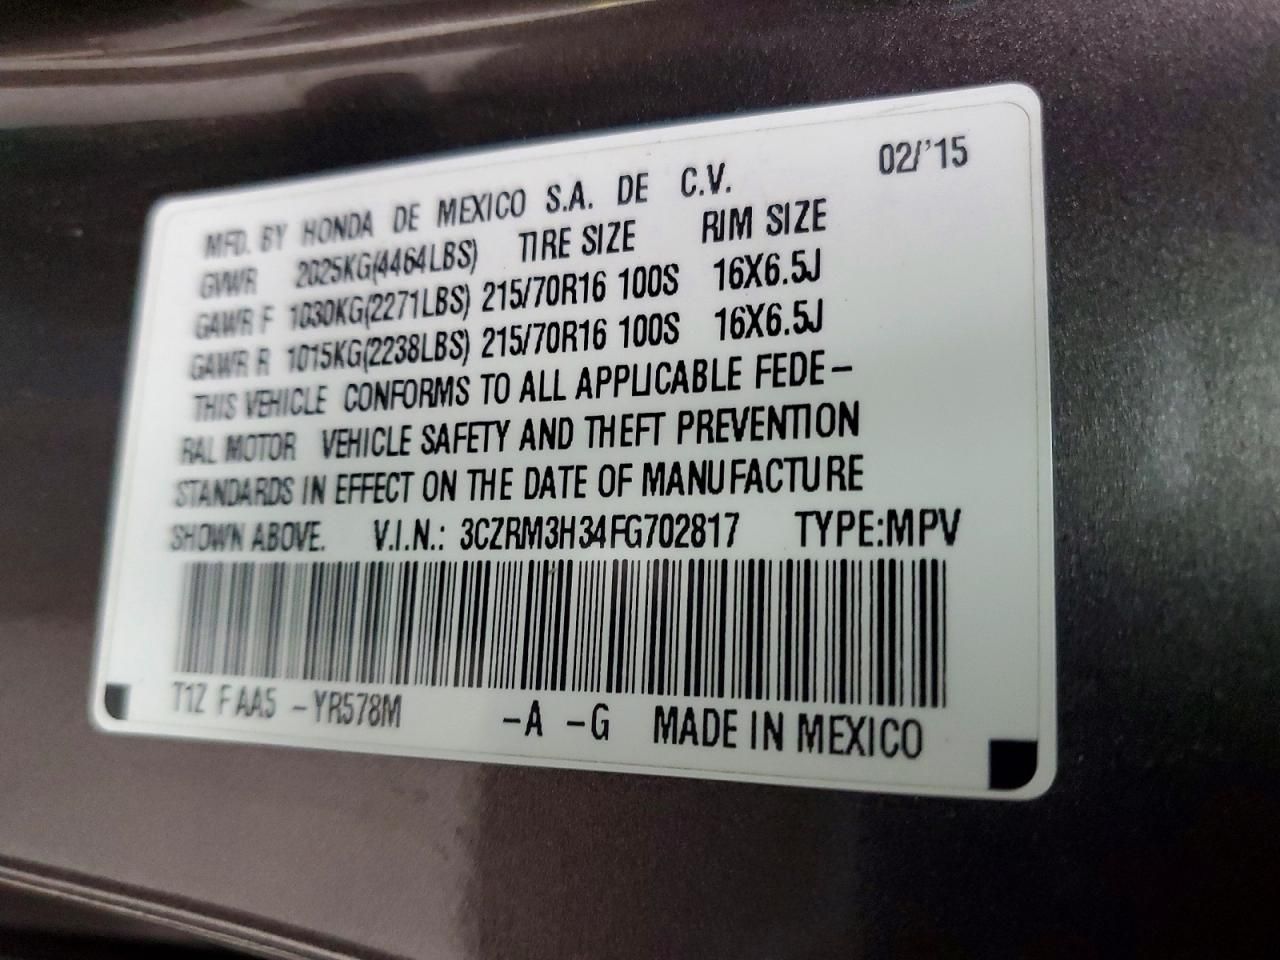 02/'15
MFD. BY HONDA DE MEXICO S.A. DE C.V.
GVWR 2025KG(4464LBS) TIRE SIZE RIM SIZE
GAWR F 1030KG(2271LBS) 215/70R16 100S 16X6.5J
GAWR R 1015KG(2238LBS) 215/70R16 100S 16X6.5J
THIS VEHICLE CONFORMS TO ALL APPLICABLE FEDE-
RAL MOTOR VEHICLE SAFETY AND THEFT PREVENTION
STANDARDS IN EFFECT ON THE DATE OF MANUFACTURE
SHOWN ABOVE. V.I.N.: 3CZRM3H34FG702817 TYPE:MPV
T1Z FAA5 -YR578M -A -G MADE IN MEXICO